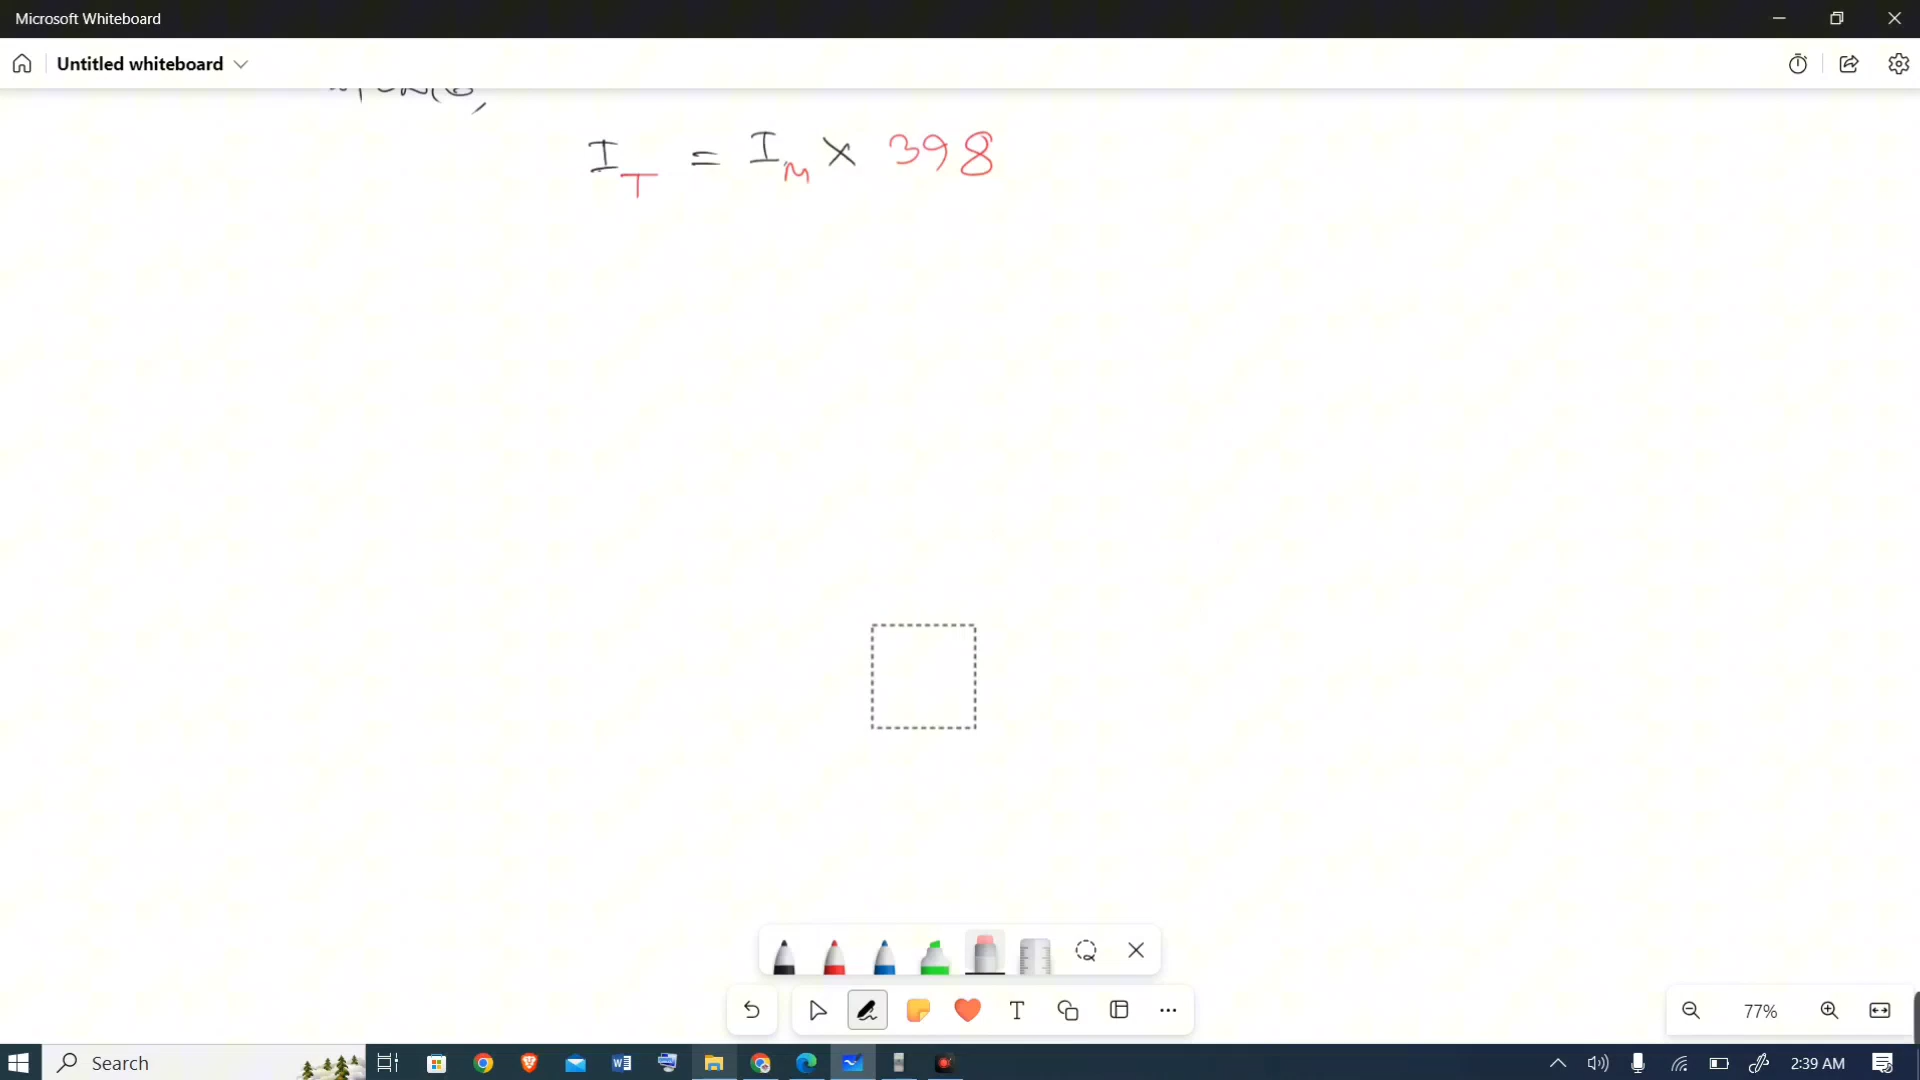 Microsoft Whiteboard
Untitled whiteboard
I_T = I_M × 398
77%
Search
2:39 AM